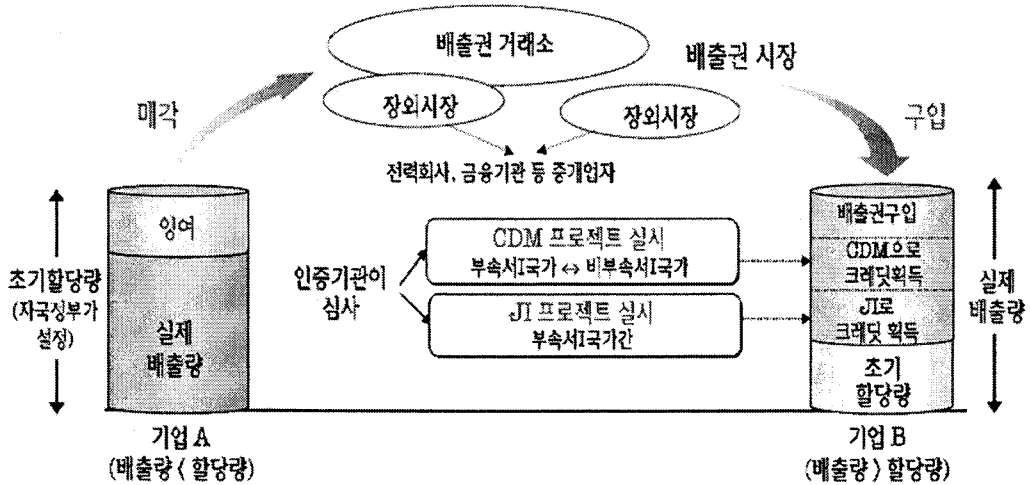 배출권 거래소
배출권 시장
장외시장
장외시장
매각
구입
전력회사, 금융기관 등 중개업자
잉여
실제
배출량
초기할당량
(자국정부가
설정)
인증기관이
심사
CDM 프로젝트 실시
부속서I국가 ↔ 비부속서I국가
JI 프로젝트 실시
부속서I국가간
배출권구입
CDM으로
크레딧획득
JI로
크레딧 획득
초기
할당량
실제
배출량
기업 A
(배출량 < 할당량)
기업 B
(배출량 > 할당량)